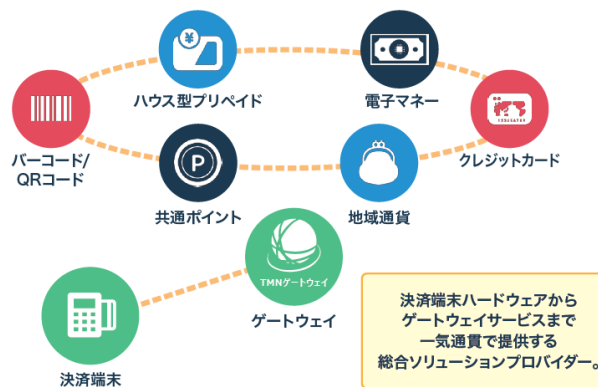 ハウス型プリペイド
電子マネー
バーコード/
QRコード
クレジットカード
P
共通ポイント
地域通貨
TMNゲートウェイ
ゲートウェイ
決済端末
決済端末ハードウェアから
ゲートウェイサービスまで
一気通貫で提供する
総合ソリューションプロバイダー。